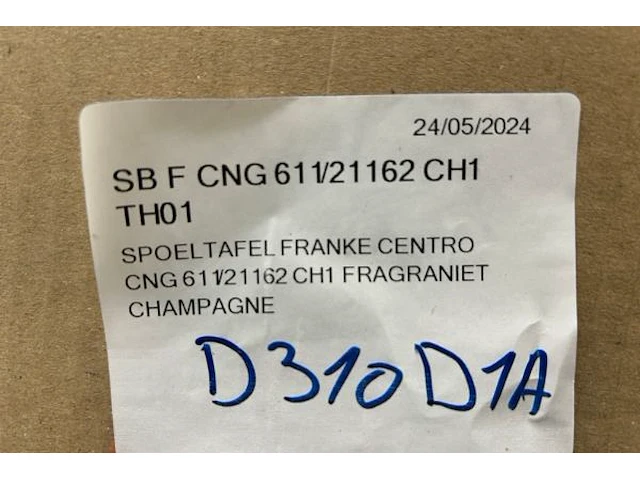 24/05/2024
SB F CNG 611/21162 CH1
TH01
SPOELTAFEL FRANKE CENTRO
CNG 611/21162 CH1 FRAGRANIET
CHAMPAGNE
D310D1A